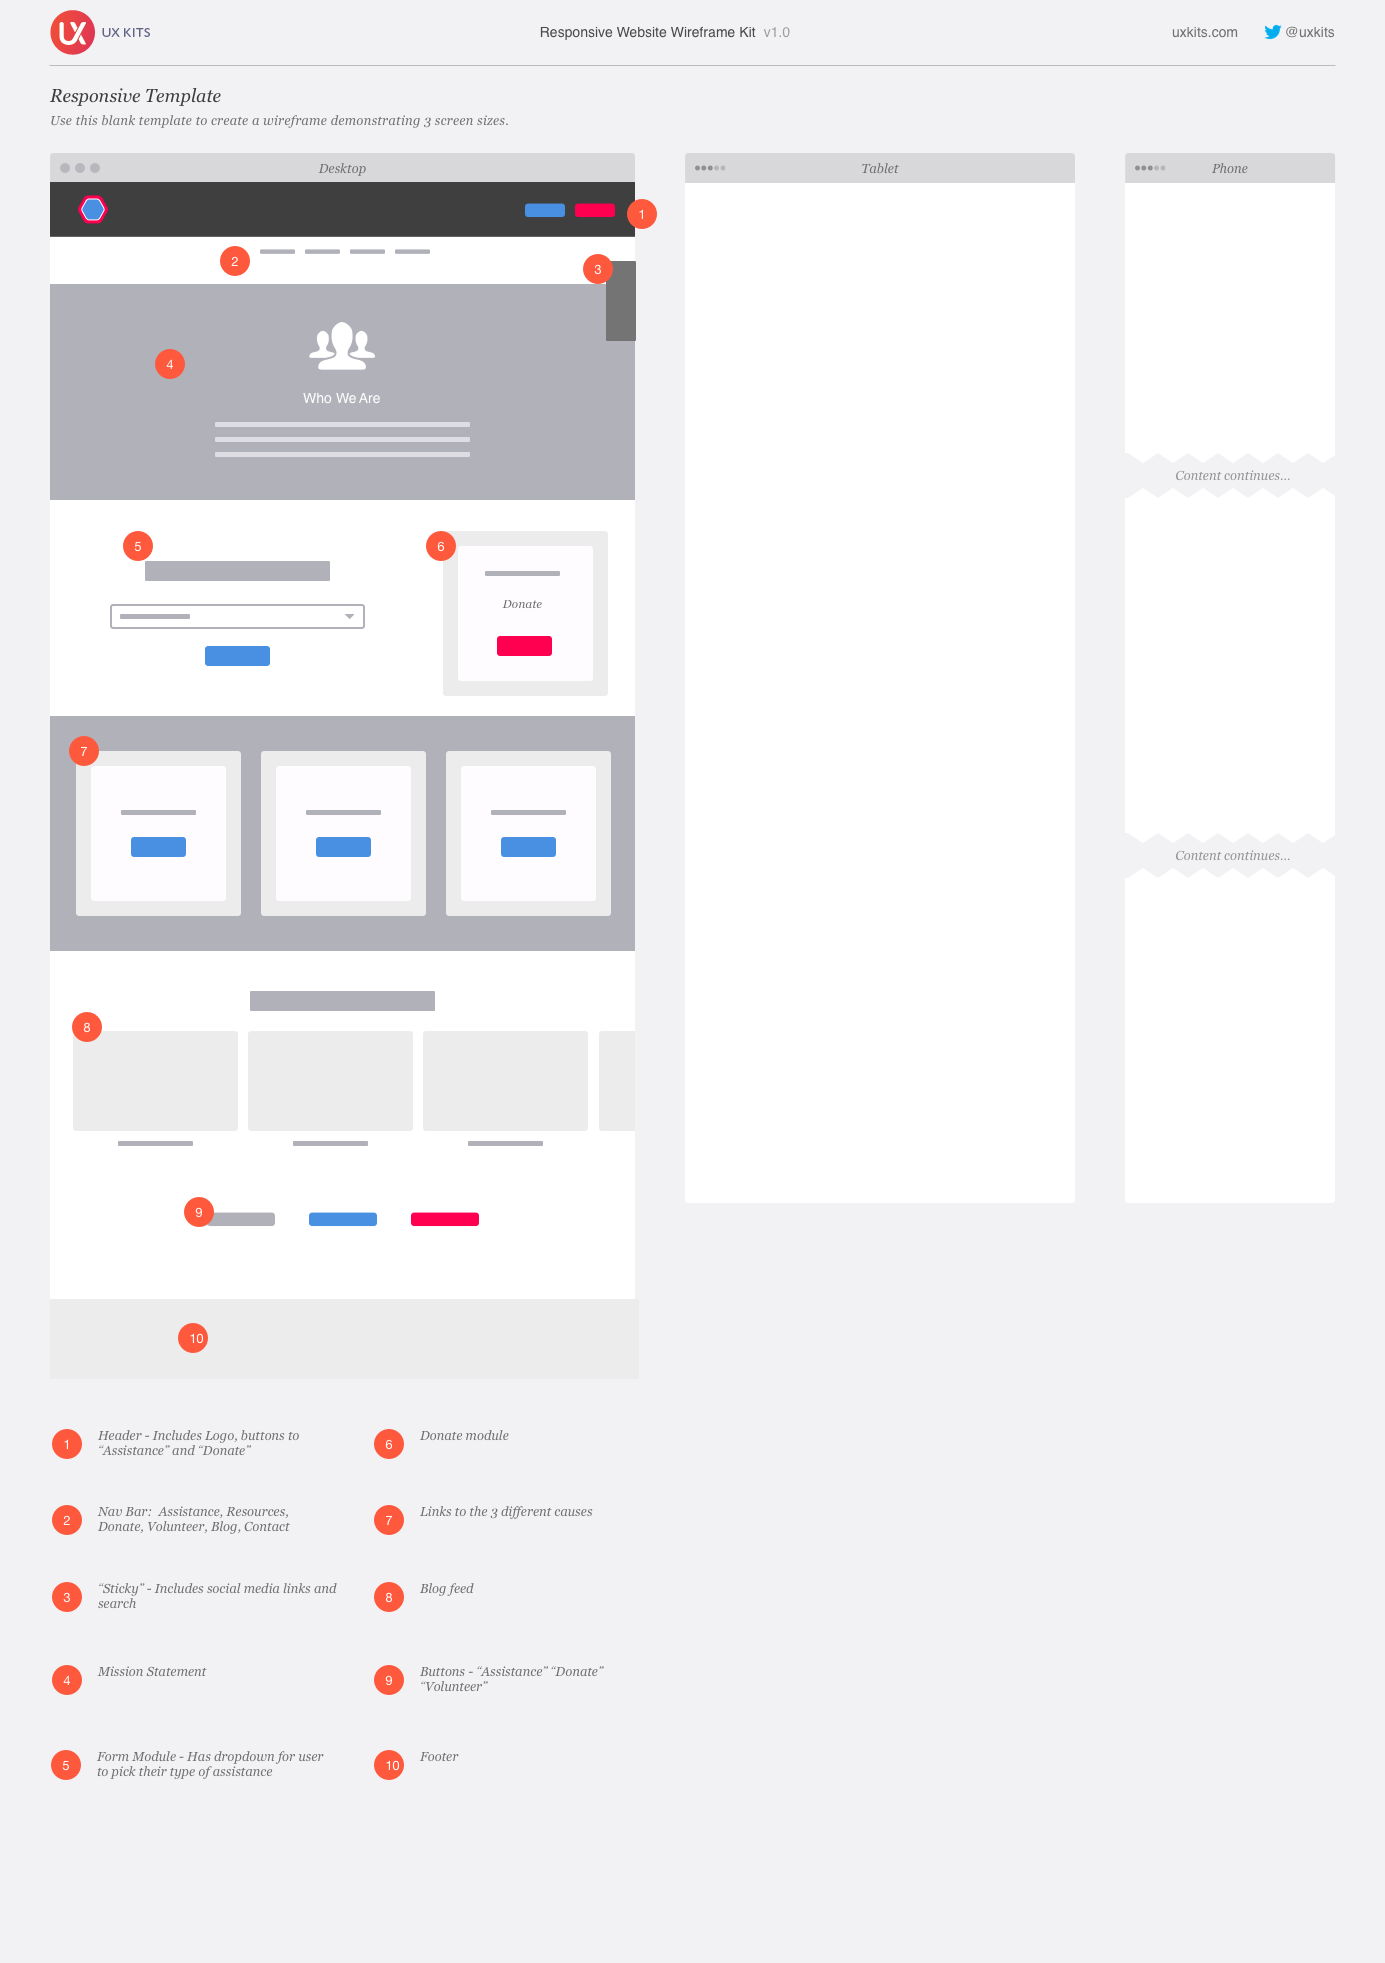 UX UX KITS
Responsive Website Wireframe Kit v1.0
uxkits.com
@uxkits
Responsive Template
Use this blank template to create a wireframe demonstrating 3 screen sizes.
Desktop
Tablet
Phone
1
2
3
4
Who We Are
Content continues...
5
6
Donate
7
Content continues...
8
9
10
1
Header - Includes Logo, buttons to
“Assistance” and “Donate”
6
Donate module
2
Nav Bar: Assistance, Resources,
Donate, Volunteer, Blog, Contact
7
Links to the 3 different causes
3
“Sticky” - Includes social media links and
search
8
Blog feed
4
Mission Statement
9
Buttons - “Assistance” “Donate”
“Volunteer”
5
Form Module - Has dropdown for user
to pick their type of assistance
10
Footer